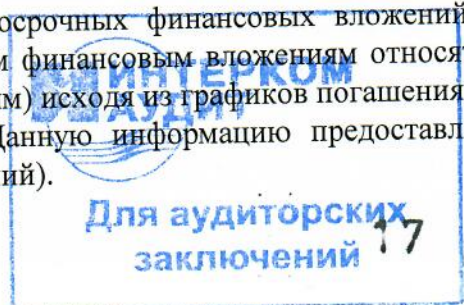 осрочных финансовых вложений
м финансовым вложениям относят
им) исходя из графиков погашения
Данную информацию предоставл
ий).
ИНТЕРКОМ
АУДИТ
Для аудиторских
заключений 17